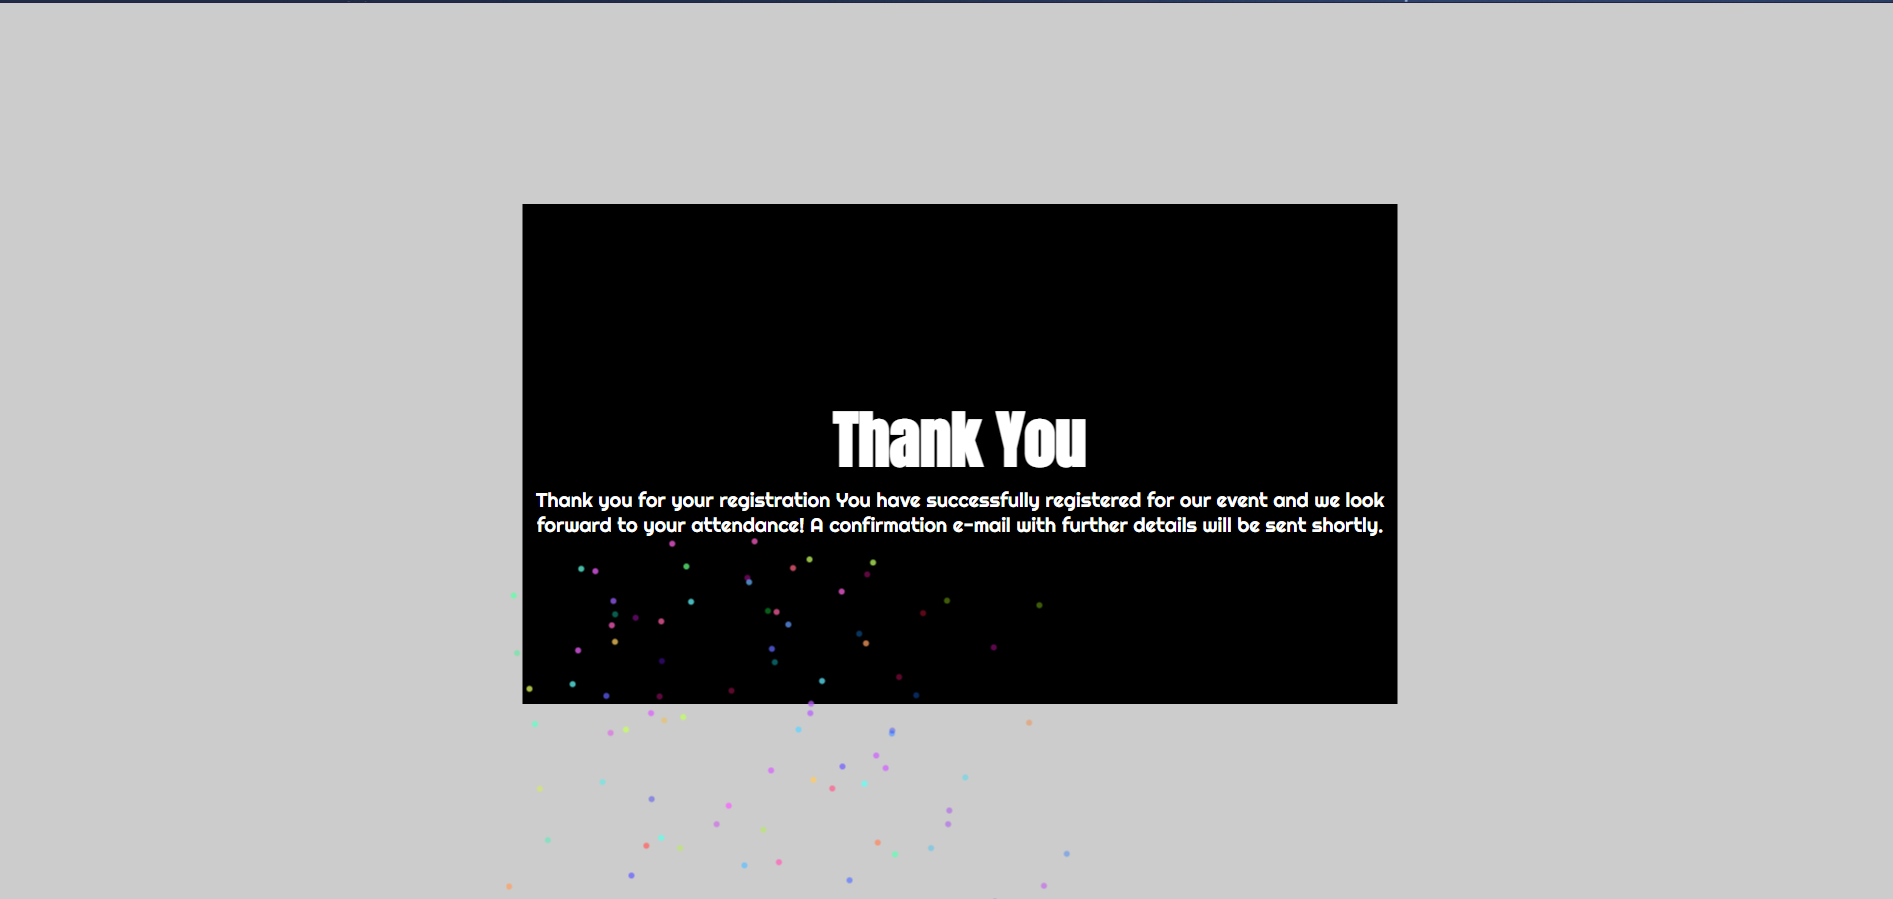 Thank You
Thank you for your registration You have successfully registered for our event and we look
forward to your attendance! A confirmation e-mail with further details will be sent shortly.